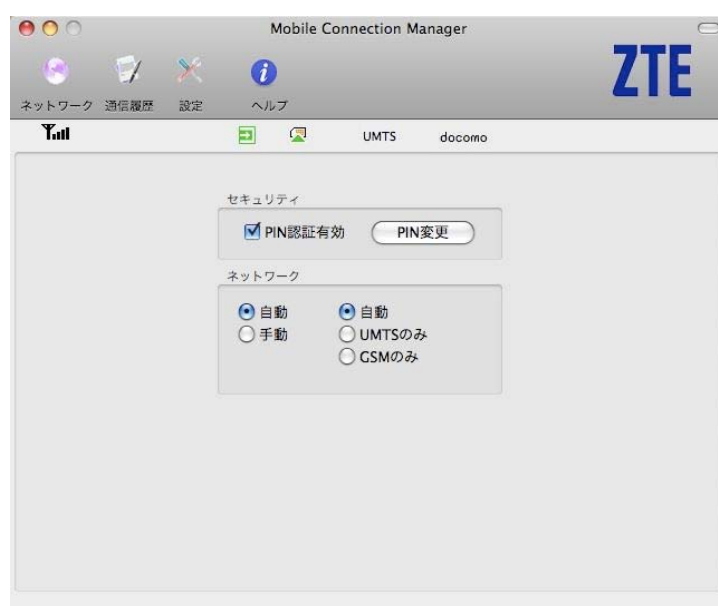 Mobile Connection Manager
ネットワーク 通信履歴 設定 ヘルプ
ZTE
UMTS docomo
セキュリティ
PIN認証有効 PIN変更
ネットワーク
自動 自動
手動 UMTSのみ
GSMのみ